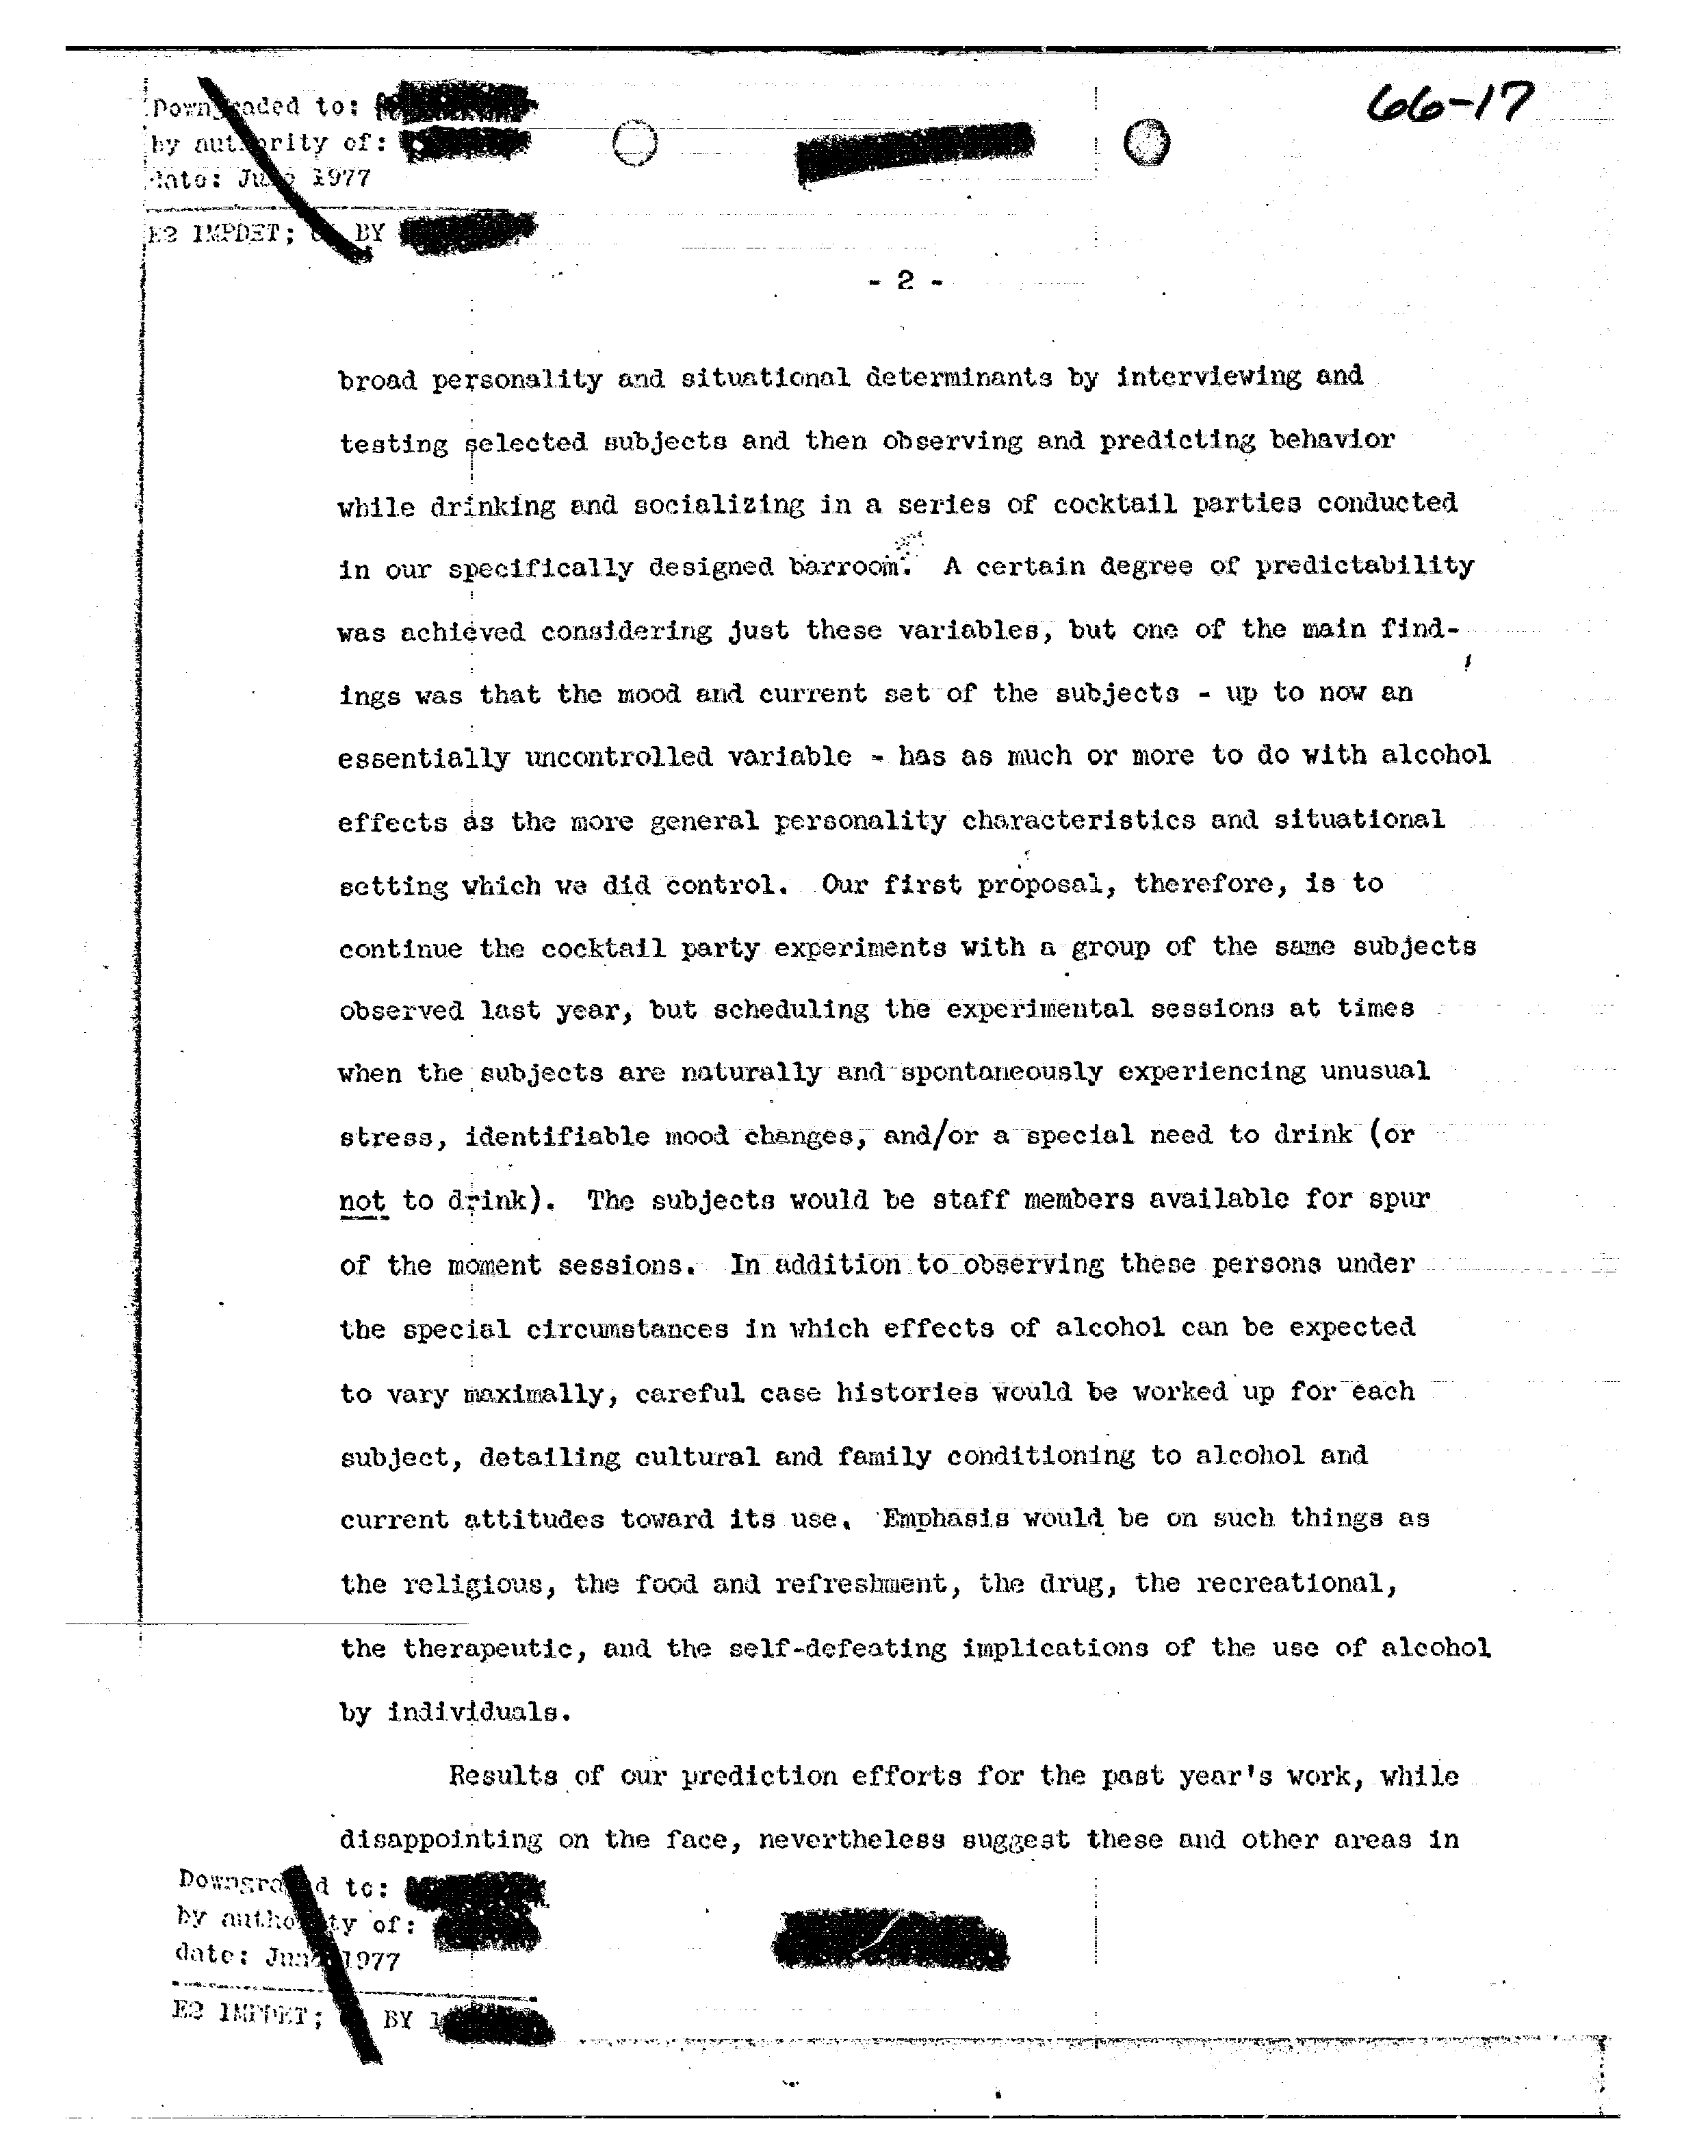 66-17
Downgraded to:
by authority of:
date: June 1977
E2 IMPDET; BY
- 2 -
broad personality and situational determinants by interviewing and
testing selected subjects and then observing and predicting behavior
while drinking and socializing in a series of cocktail parties conducted
in our specifically designed barroom. A certain degree of predictability
was achieved considering just these variables, but one of the main find-
ings was that the mood and current set of the subjects - up to now an
essentially uncontrolled variable - has as much or more to do with alcohol
effects as the more general personality characteristics and situational
setting which we did control. Our first proposal, therefore, is to
continue the cocktail party experiments with a group of the same subjects
observed last year, but scheduling the experimental sessions at times
when the subjects are naturally and spontaneously experiencing unusual
stress, identifiable mood changes, and/or a special need to drink (or
not to drink). The subjects would be staff members available for spur
of the moment sessions. In addition to observing these persons under
the special circumstances in which effects of alcohol can be expected
to vary maximally, careful case histories would be worked up for each
subject, detailing cultural and family conditioning to alcohol and
current attitudes toward its use. Emphasis would be on such things as
the religious, the food and refreshment, the drug, the recreational,
the therapeutic, and the self-defeating implications of the use of alcohol
by individuals.
Results of our prediction efforts for the past year's work, while
disappointing on the face, nevertheless suggest these and other areas in
Downgraded to:
by authority of:
date: June 1977
E2 IMPDET; BY